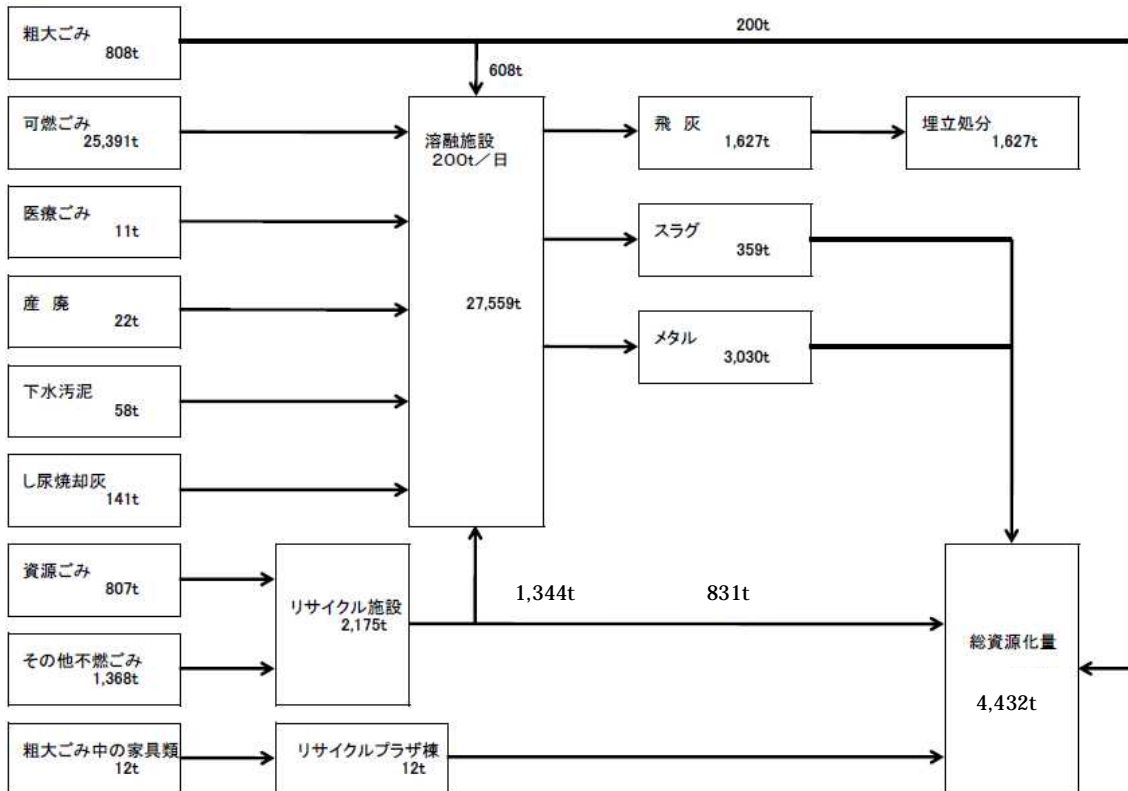 粗大ごみ
808t
200t
608t
可燃ごみ
25,391t
溶融施設
200t/日
27,559t
飛 灰
1,627t
埋立処分
1,627t
医療ごみ
11t
スラグ
359t
産 廃
22t
メタル
3,030t
下水汚泥
58t
し尿焼却灰
141t
資源ごみ
807t
リサイクル施設
2,175t
1,344t
831t
その他不燃ごみ
1,368t
総資源化量
4,432t
粗大ごみ中の家具類
12t
リサイクルプラザ棟
12t